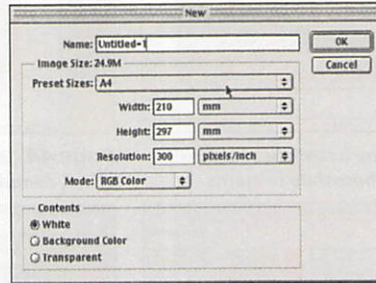 New
Name: Untitled-1
OK
Image Size: 24.9M
Cancel
Preset Sizes: A4
Width: 210 mm
Height: 297 mm
Resolution: 300 pixels/inch
Mode: RGB Color
Contents
White
Background Color
Transparent